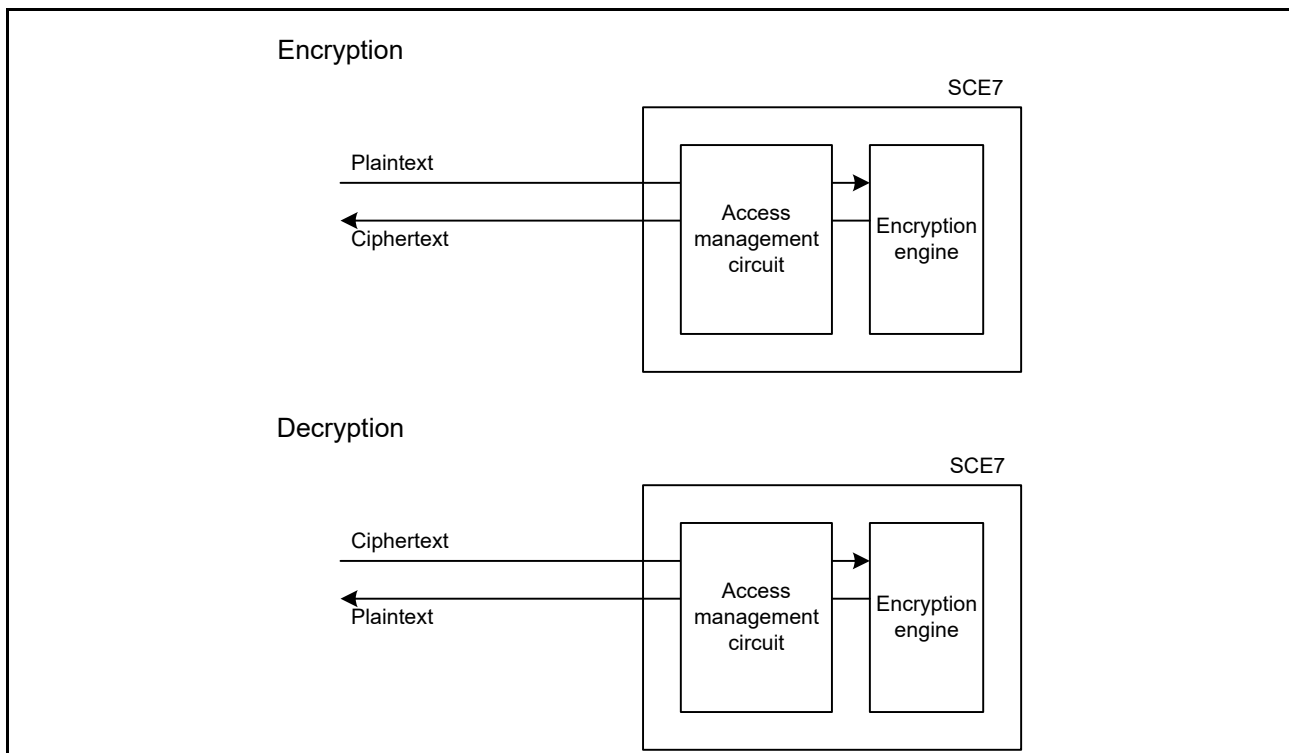 Encryption
SCE7
Plaintext
Ciphertext
Access
management
circuit
Encryption
engine
Decryption
SCE7
Ciphertext
Plaintext
Access
management
circuit
Encryption
engine